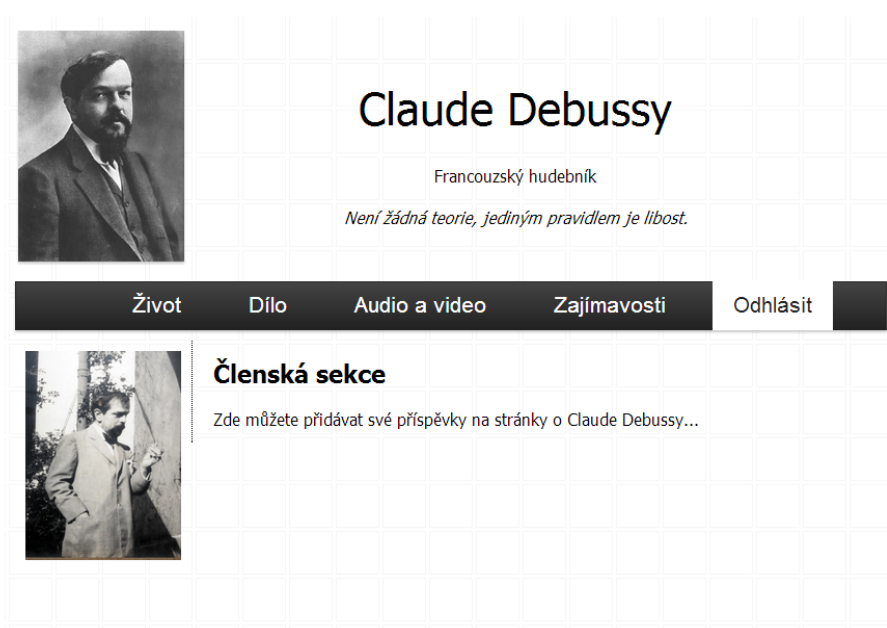 Claude Debussy
Francouzský hudebník
Není žádná teorie, jediným pravidlem je libost.
Život Dílo Audio a video Zajímavosti Odhlásit
Členská sekce
Zde můžete přidávat své příspěvky na stránky o Claude Debussy...